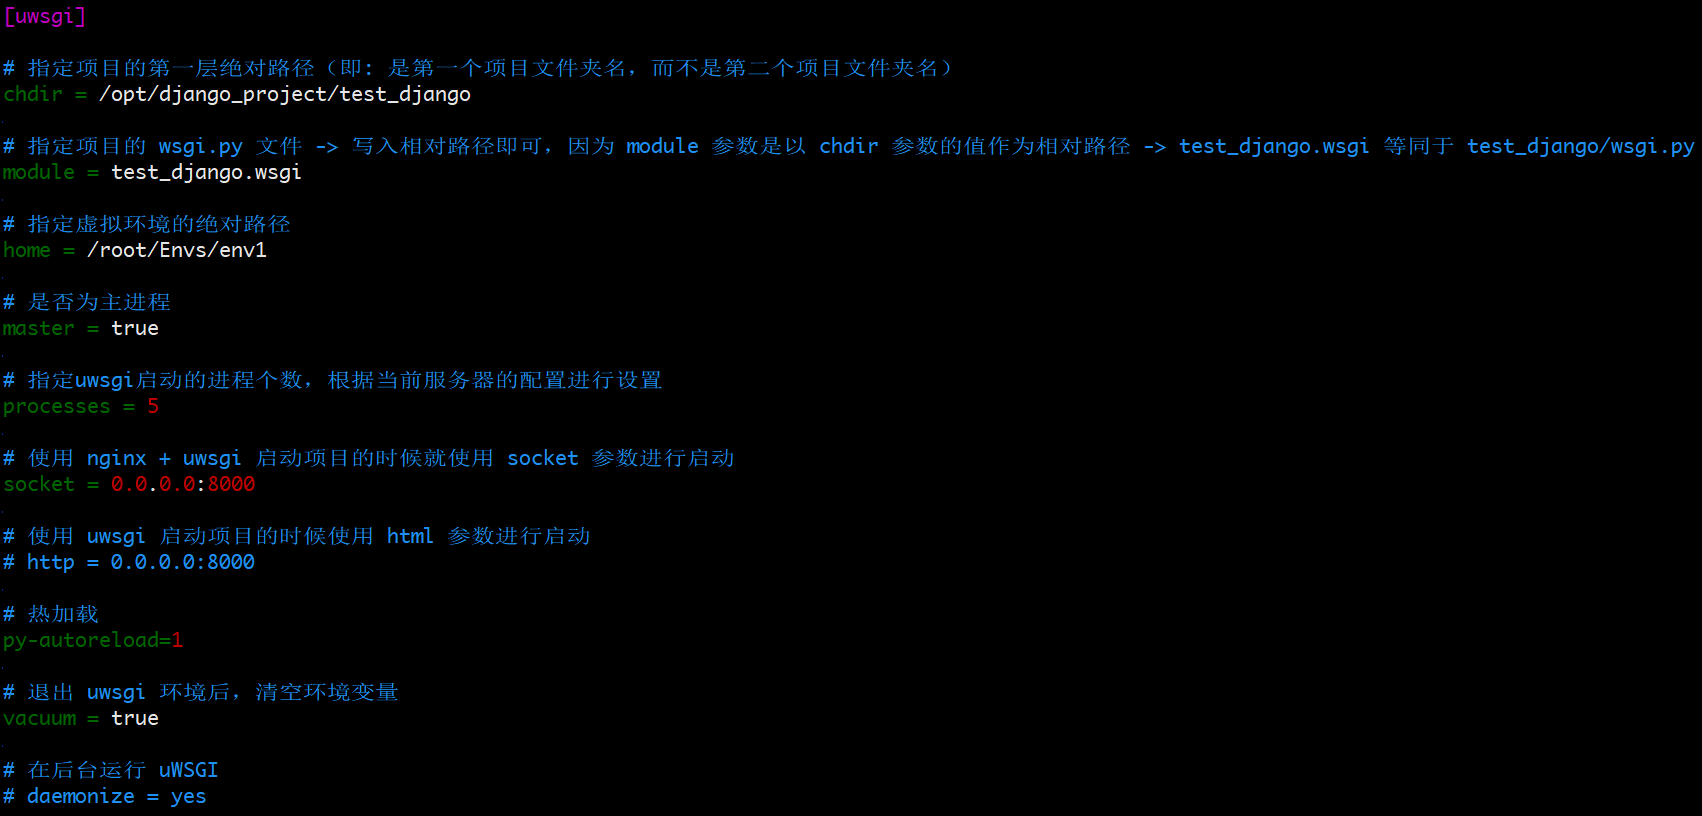 [uwsgi]
# 指定项目的第一层绝对路径（即: 是第一个项目文件夹名，而不是第二个项目文件夹名）
chdir = /opt/django_project/test_django
# 指定项目的 wsgi.py 文件 -> 写入相对路径即可，因为 module 参数是以 chdir 参数的值作为相对路径 -> test_django.wsgi 等同于 test_django/wsgi.py
module = test_django.wsgi
# 指定虚拟环境的绝对路径
home = /root/Envs/env1
# 是否为主进程
master = true
# 指定uwsgi启动的进程个数，根据当前服务器的配置进行设置
processes = 5
# 使用 nginx + uwsgi 启动项目的时候就使用 socket 参数进行启动
socket = 0.0.0.0:8000
# 使用 uwsgi 启动项目的时候使用 html 参数进行启动
# http = 0.0.0.0:8000
# 热加载
py-autoreload=1
# 退出 uwsgi 环境后，清空环境变量
vacuum = true
# 在后台运行 uWSGI
# daemonize = yes